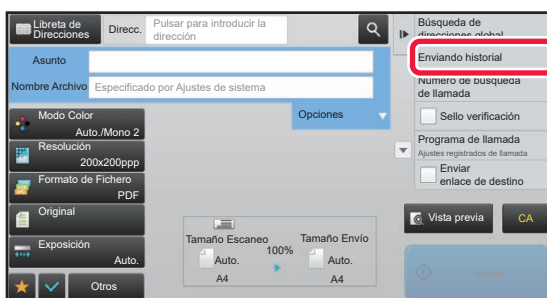 Libreta de
Direcciones
Direcc.
Pulsar para introducir la
dirección
Asunto
Nombre Archivo
Especificado por Ajustes de sistema
Opciones
Modo Color
Auto./Mono 2
Resolución
200x200ppp
Formato de Fichero
PDF
Original
Exposición
Auto.
Otros
Tamaño Escaneo
100%
Tamaño Envío
Auto.
A4
Auto.
A4
Búsqueda de
direcciones global
Enviando historial
Número de búsqueda
de llamada
Sello verificación
Programa de llamada
Ajustes registrados de llamada
Enviar
enlace de destino
Vista previa
CA